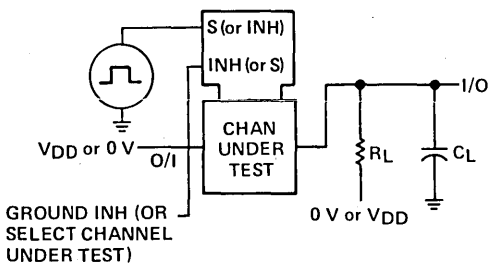 S (or INH)
INH (or S)
I/O
CHAN
UNDER
TEST
VDD or 0 V
O/I
RL
CL
0 V or VDD
GROUND INH (OR
SELECT CHANNEL
UNDER TEST)